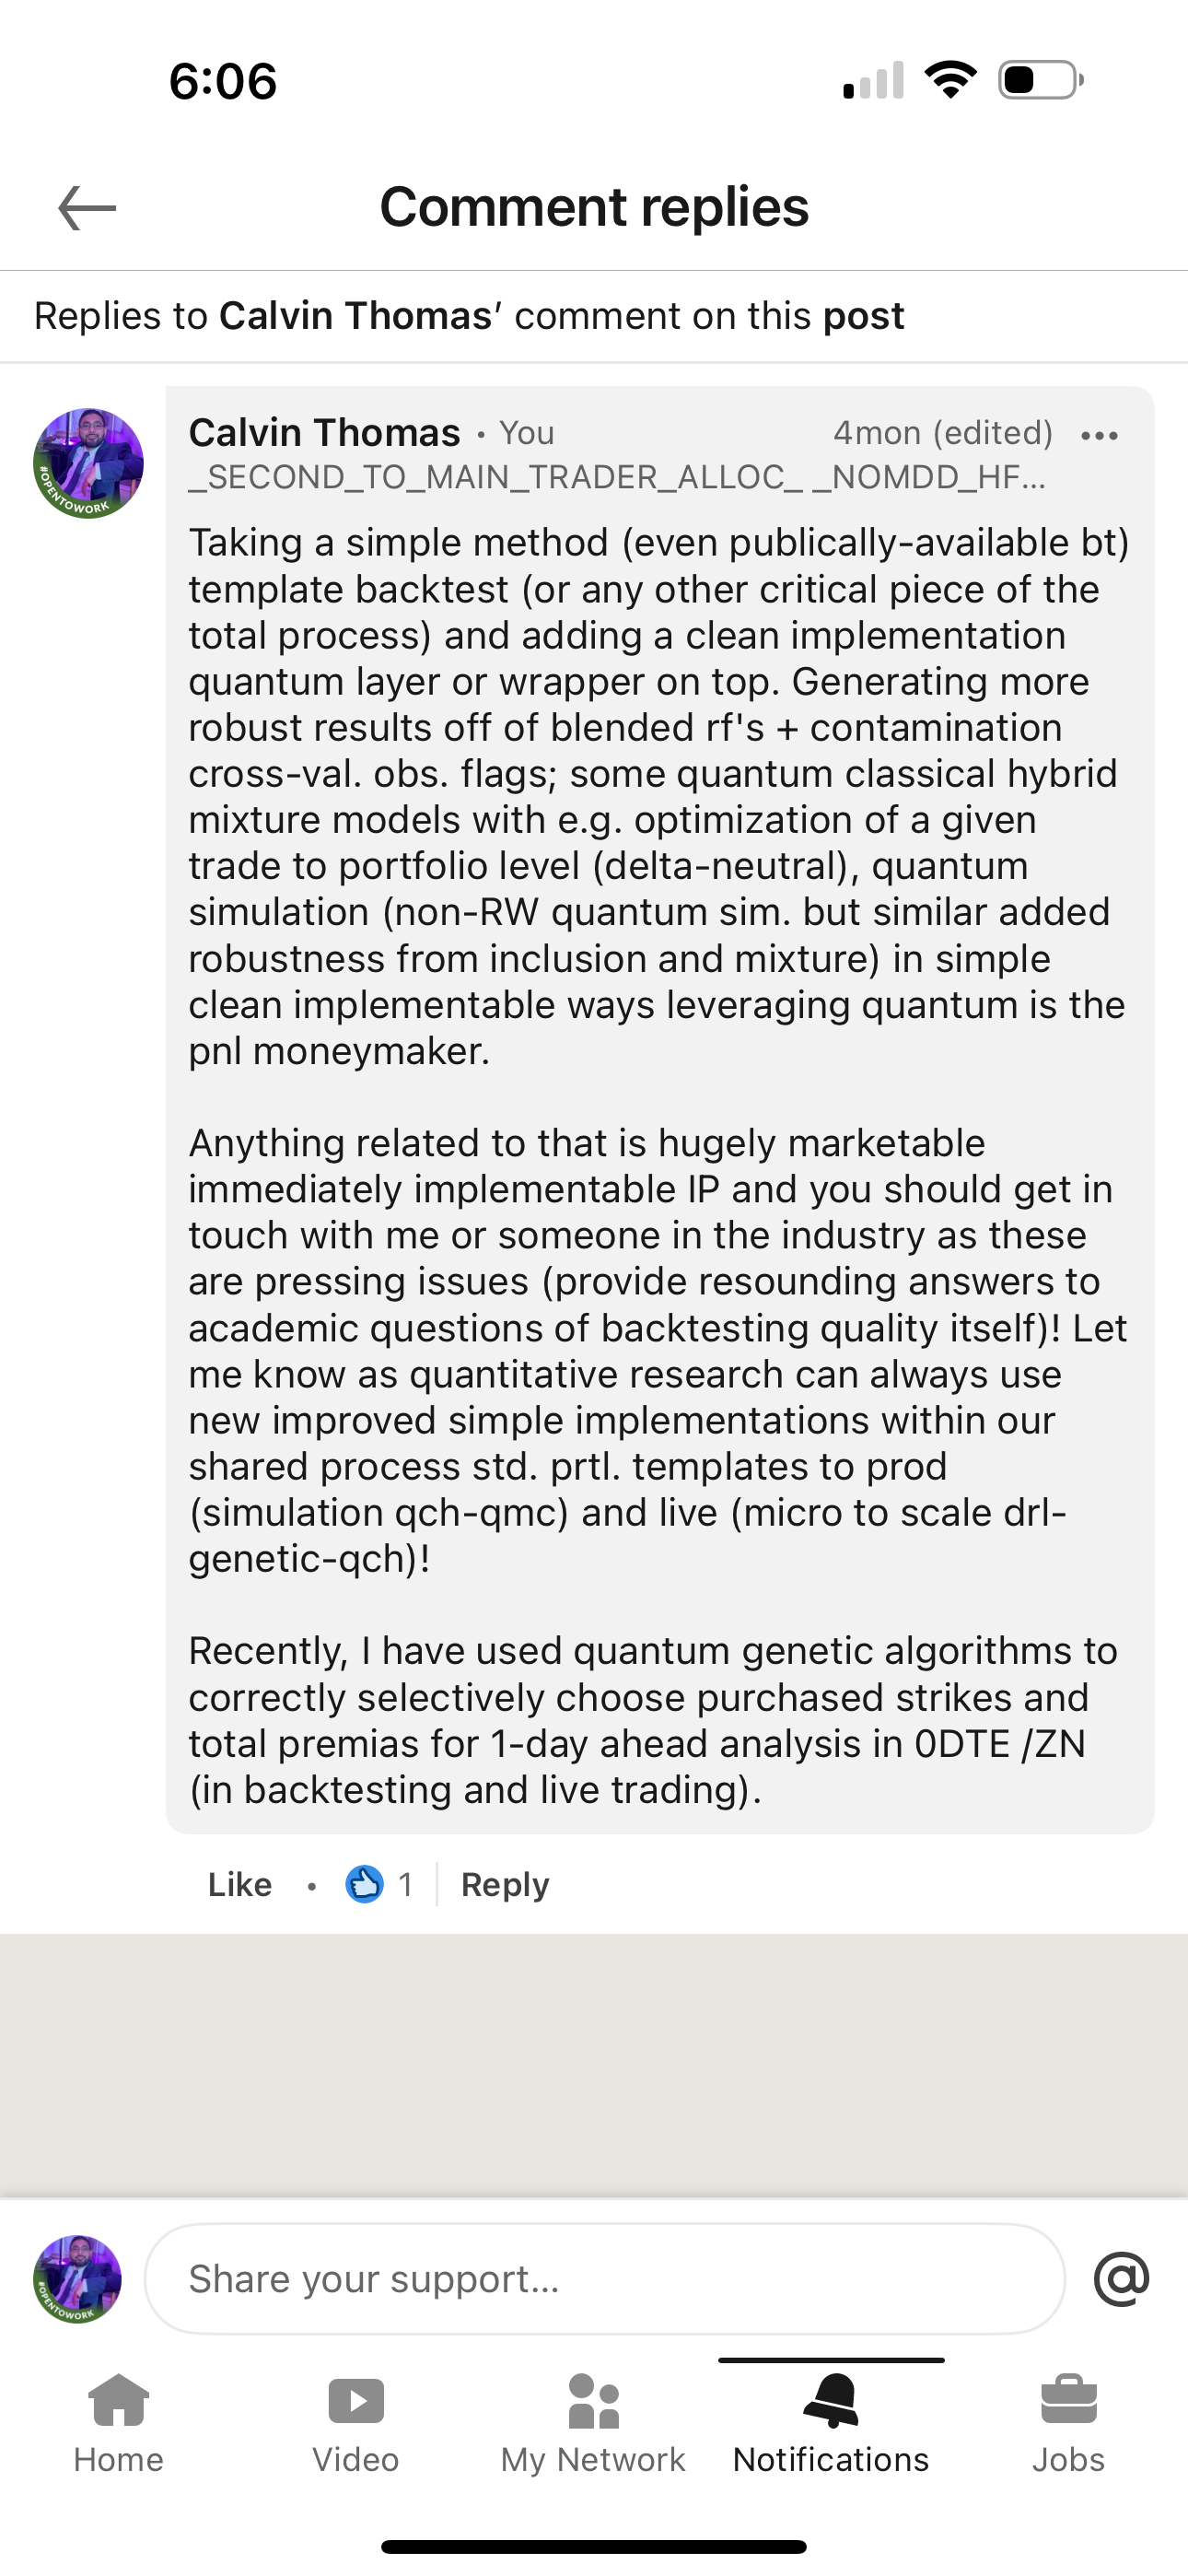 6:06
Comment replies
Replies to Calvin Thomas’ comment on this post
Calvin Thomas • You 4mon (edited)
_SECOND_TO_MAIN_TRADER_ALLOC_ _NOMDD_HF...
Taking a simple method (even publically-available bt)
template backtest (or any other critical piece of the
total process) and adding a clean implementation
quantum layer or wrapper on top. Generating more
robust results off of blended rf's + contamination
cross-val. obs. flags; some quantum classical hybrid
mixture models with e.g. optimization of a given
trade to portfolio level (delta-neutral), quantum
simulation (non-RW quantum sim. but similar added
robustness from inclusion and mixture) in simple
clean implementable ways leveraging quantum is the
pnl moneymaker.
Anything related to that is hugely marketable
immediately implementable IP and you should get in
touch with me or someone in the industry as these
are pressing issues (provide resounding answers to
academic questions of backtesting quality itself)! Let
me know as quantitative research can always use
new improved simple implementations within our
shared process std. prtl. templates to prod
(simulation qch-qmc) and live (micro to scale drl-
genetic-qch)!
Recently, I have used quantum genetic algorithms to
correctly selectively choose purchased strikes and
total premias for 1-day ahead analysis in 0DTE /ZN
(in backtesting and live trading).
#OPENTOWORK
Like • 1 Reply
#OPENTOWORK
Share your support... @
Home Video My Network Notifications Jobs